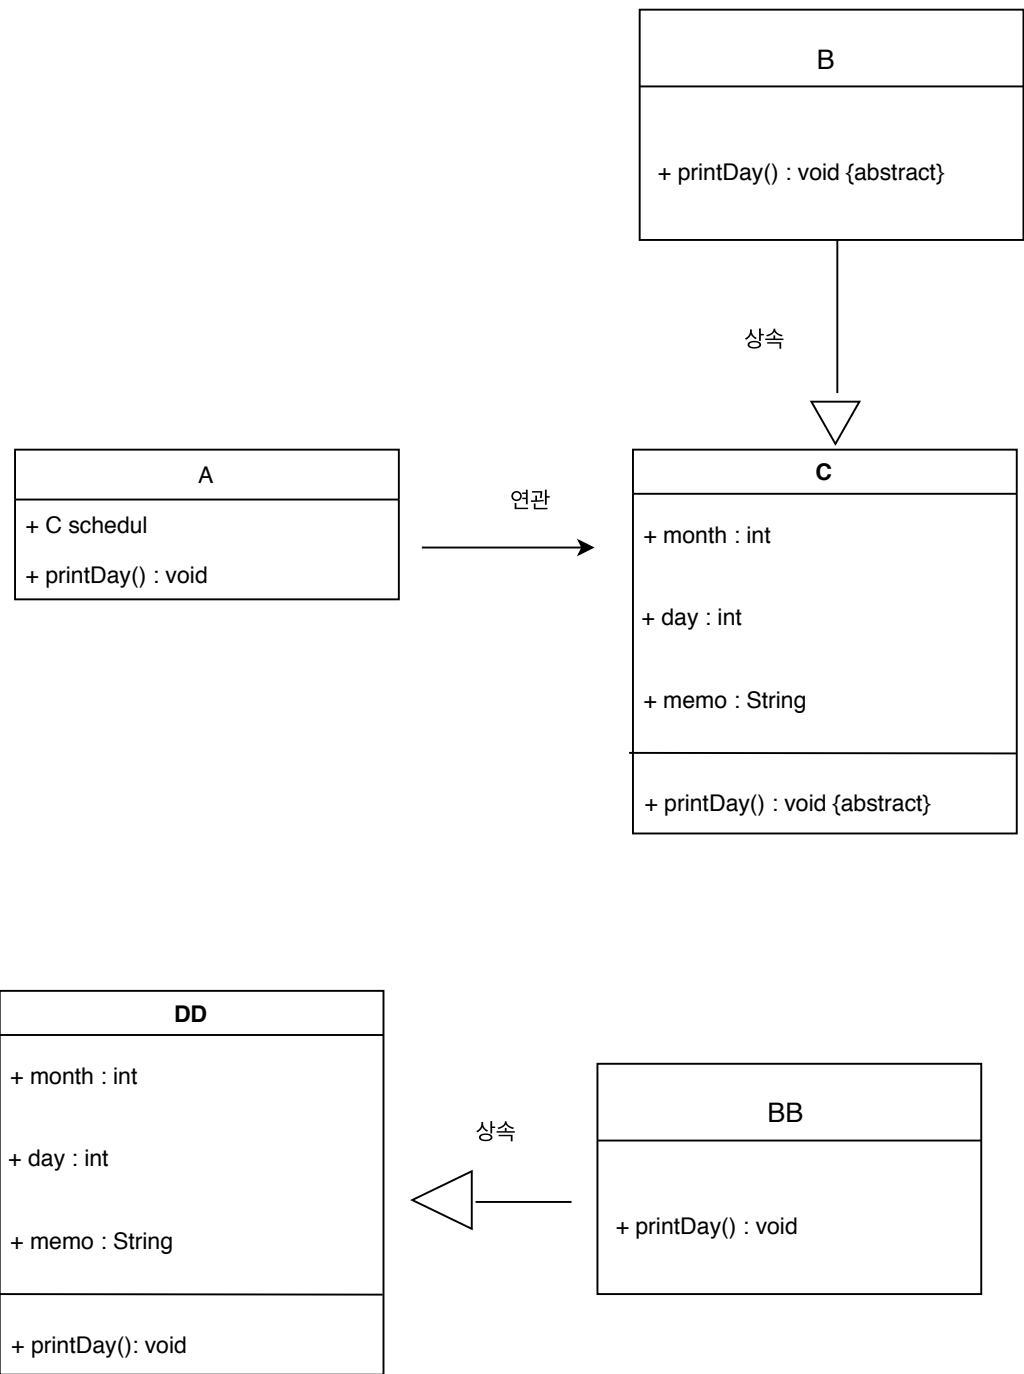 B
+ printDay() : void {abstract}
상속
A
+ C schedul
+ printDay() : void
연관
C
+ month : int
+ day : int
+ memo : String
+ printDay() : void {abstract}
DD
+ month : int
+ day : int
+ memo : String
+ printDay(): void
상속
BB
+ printDay() : void